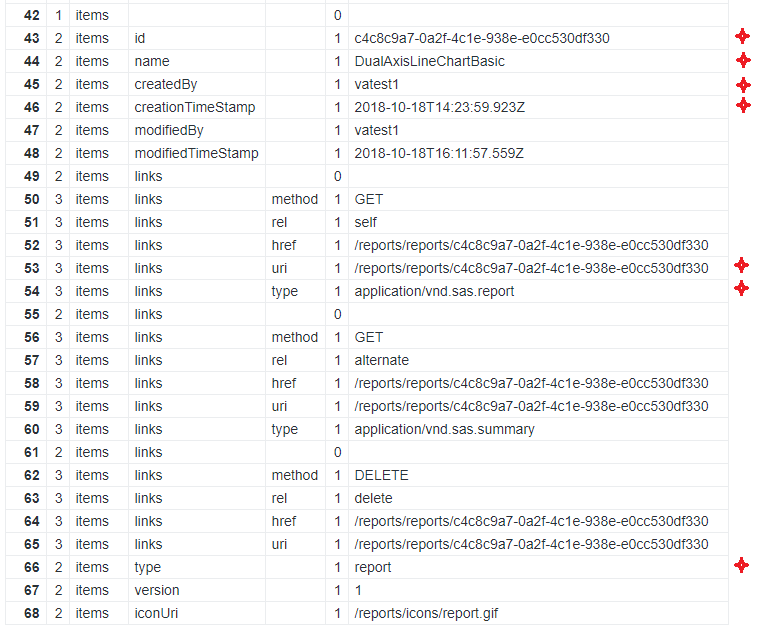 42 1 items 0
43 2 items id 1 c4c8c9a7-0a2f-4c1e-938e-e0cc530df330
44 2 items name 1 DualAxisLineChartBasic
45 2 items createdBy 1 vatest1
46 2 items creationTimeStamp 1 2018-10-18T14:23:59.923Z
47 2 items modifiedBy 1 vatest1
48 2 items modifiedTimeStamp 1 2018-10-18T16:11:57.559Z
49 2 items links 0
50 3 items links method 1 GET
51 3 items links rel 1 self
52 3 items links href 1 /reports/reports/c4c8c9a7-0a2f-4c1e-938e-e0cc530df330
53 3 items links uri 1 /reports/reports/c4c8c9a7-0a2f-4c1e-938e-e0cc530df330
54 3 items links type 1 application/vnd.sas.report
55 2 items links 0
56 3 items links method 1 GET
57 3 items links rel 1 alternate
58 3 items links href 1 /reports/reports/c4c8c9a7-0a2f-4c1e-938e-e0cc530df330
59 3 items links uri 1 /reports/reports/c4c8c9a7-0a2f-4c1e-938e-e0cc530df330
60 3 items links type 1 application/vnd.sas.summary
61 2 items links 0
62 3 items links method 1 DELETE
63 3 items links rel 1 delete
64 3 items links href 1 /reports/reports/c4c8c9a7-0a2f-4c1e-938e-e0cc530df330
65 3 items links uri 1 /reports/reports/c4c8c9a7-0a2f-4c1e-938e-e0cc530df330
66 2 items type 1 report
67 2 items version 1 1
68 2 items iconUri 1 /reports/icons/report.gif